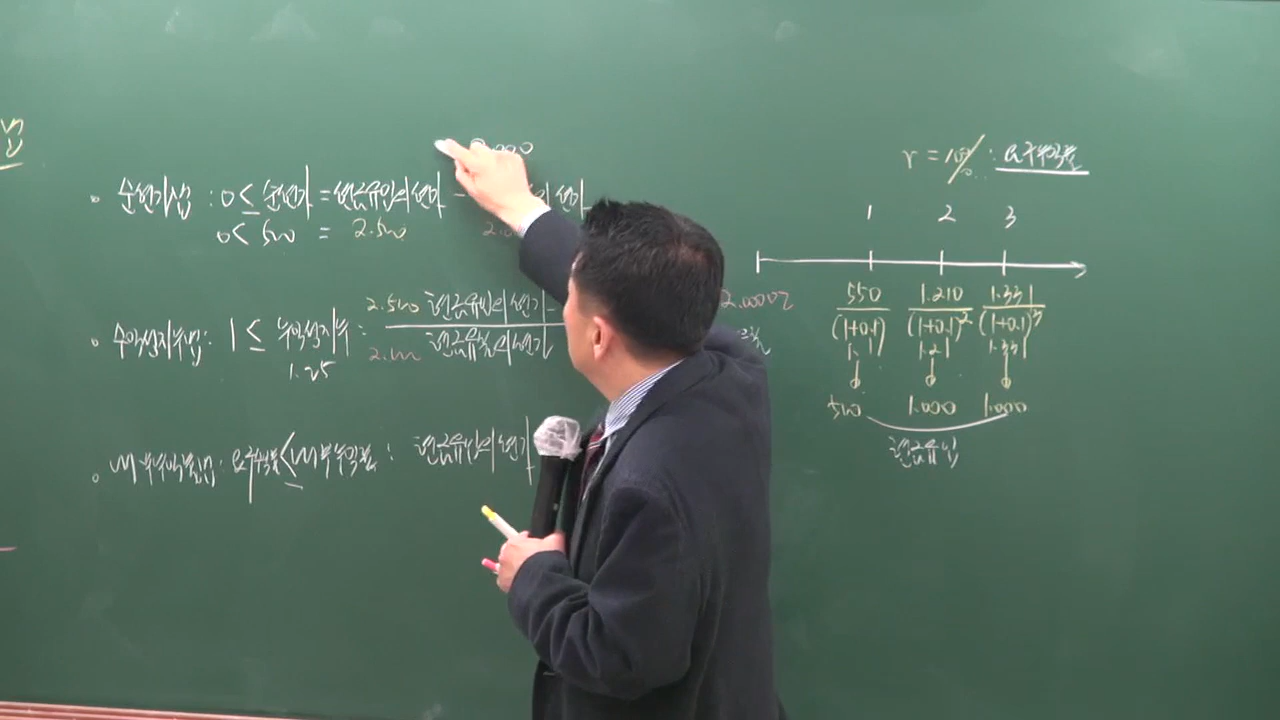 법
.000
• 순현가법 : 0 ≤ 순현가 = 현금유입의 현가 - 의 현가
0 < 500 = 2.500 2.0
• 수익성지수법 : 1 ≤ 수익성지수 = 2.500 현금유입의 현가 / 2.000 현금유출의 현가
1.25
• 내부수익률법 : 요구수익률 ≤ 내부수익률 : 현금유입의 현가
r = 10% : 요구수익률
1 2 3
2.000
550/(1+0.1) 1.210/(1+0.1)² 1.331/(1+0.1)³
1.1 1.21 1.331
500 1.000 1.000
현금유입